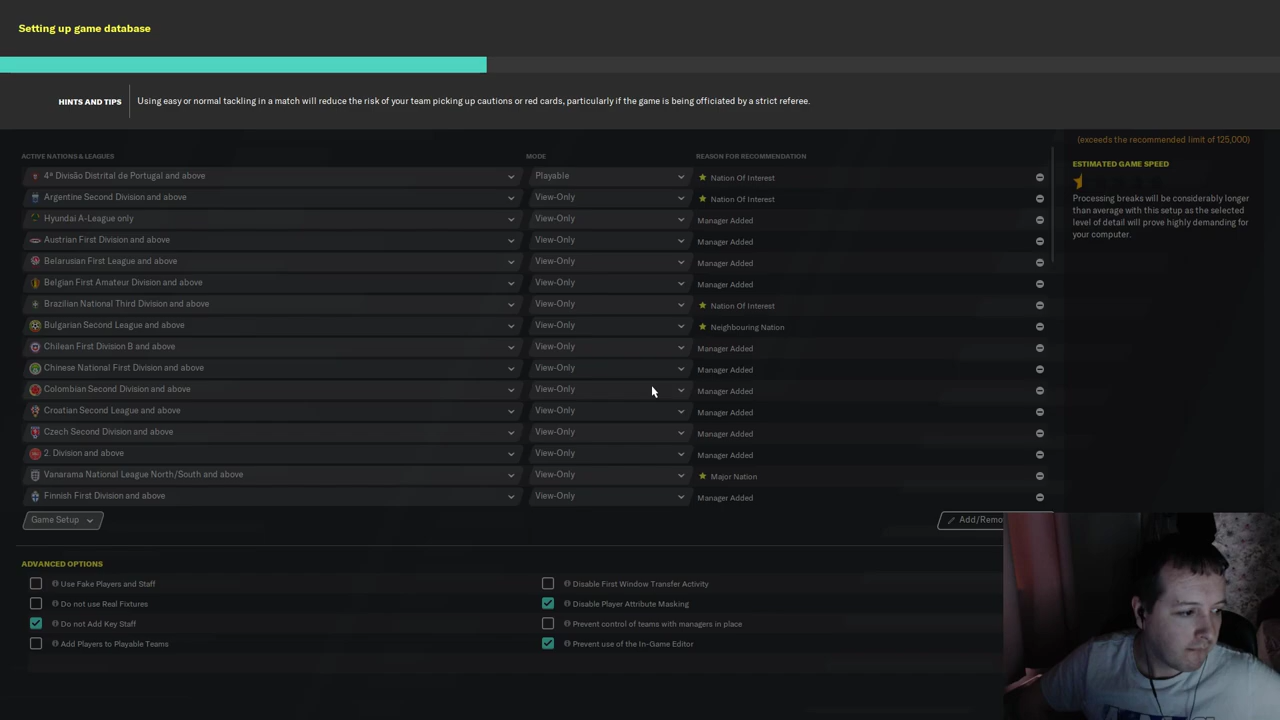 Setting up game database
HINTS AND TIPS
Using easy or normal tackling in a match will reduce the risk of your team picking up cautions or red cards, particularly if the game is being officiated by a strict referee.
(exceeds the recommended limit of 125,000)
ACTIVE NATIONS & LEAGUES MODE REASON FOR RECOMMENDATION
ESTIMATED GAME SPEED
Processing breaks will be considerably longer
than average with this setup as the selected
level of detail will prove highly demanding for
your computer.
4ª Divisão Distrital de Portugal and above Playable Nation Of Interest
Argentine Second Division and above View-Only Nation Of Interest
Hyundai A-League only View-Only Manager Added
Austrian First Division and above View-Only Manager Added
Belarusian First League and above View-Only Manager Added
Belgian First Amateur Division and above View-Only Manager Added
Brazilian National Third Division and above View-Only Nation Of Interest
Bulgarian Second League and above View-Only Neighbouring Nation
Chilean First Division B and above View-Only Manager Added
Chinese National First Division and above View-Only Manager Added
Colombian Second Division and above View-Only Manager Added
Croatian Second League and above View-Only Manager Added
Czech Second Division and above View-Only Manager Added
2. Division and above View-Only Manager Added
Vanarama National League North/South and above View-Only Major Nation
Finnish First Division and above View-Only Manager Added
Game Setup Add/Remo
ADVANCED OPTIONS
Use Fake Players and Staff Disable First Window Transfer Activity
Do not use Real Fixtures Disable Player Attribute Masking
Do not Add Key Staff Prevent control of teams with managers in place
Add Players to Playable Teams Prevent use of the In-Game Editor